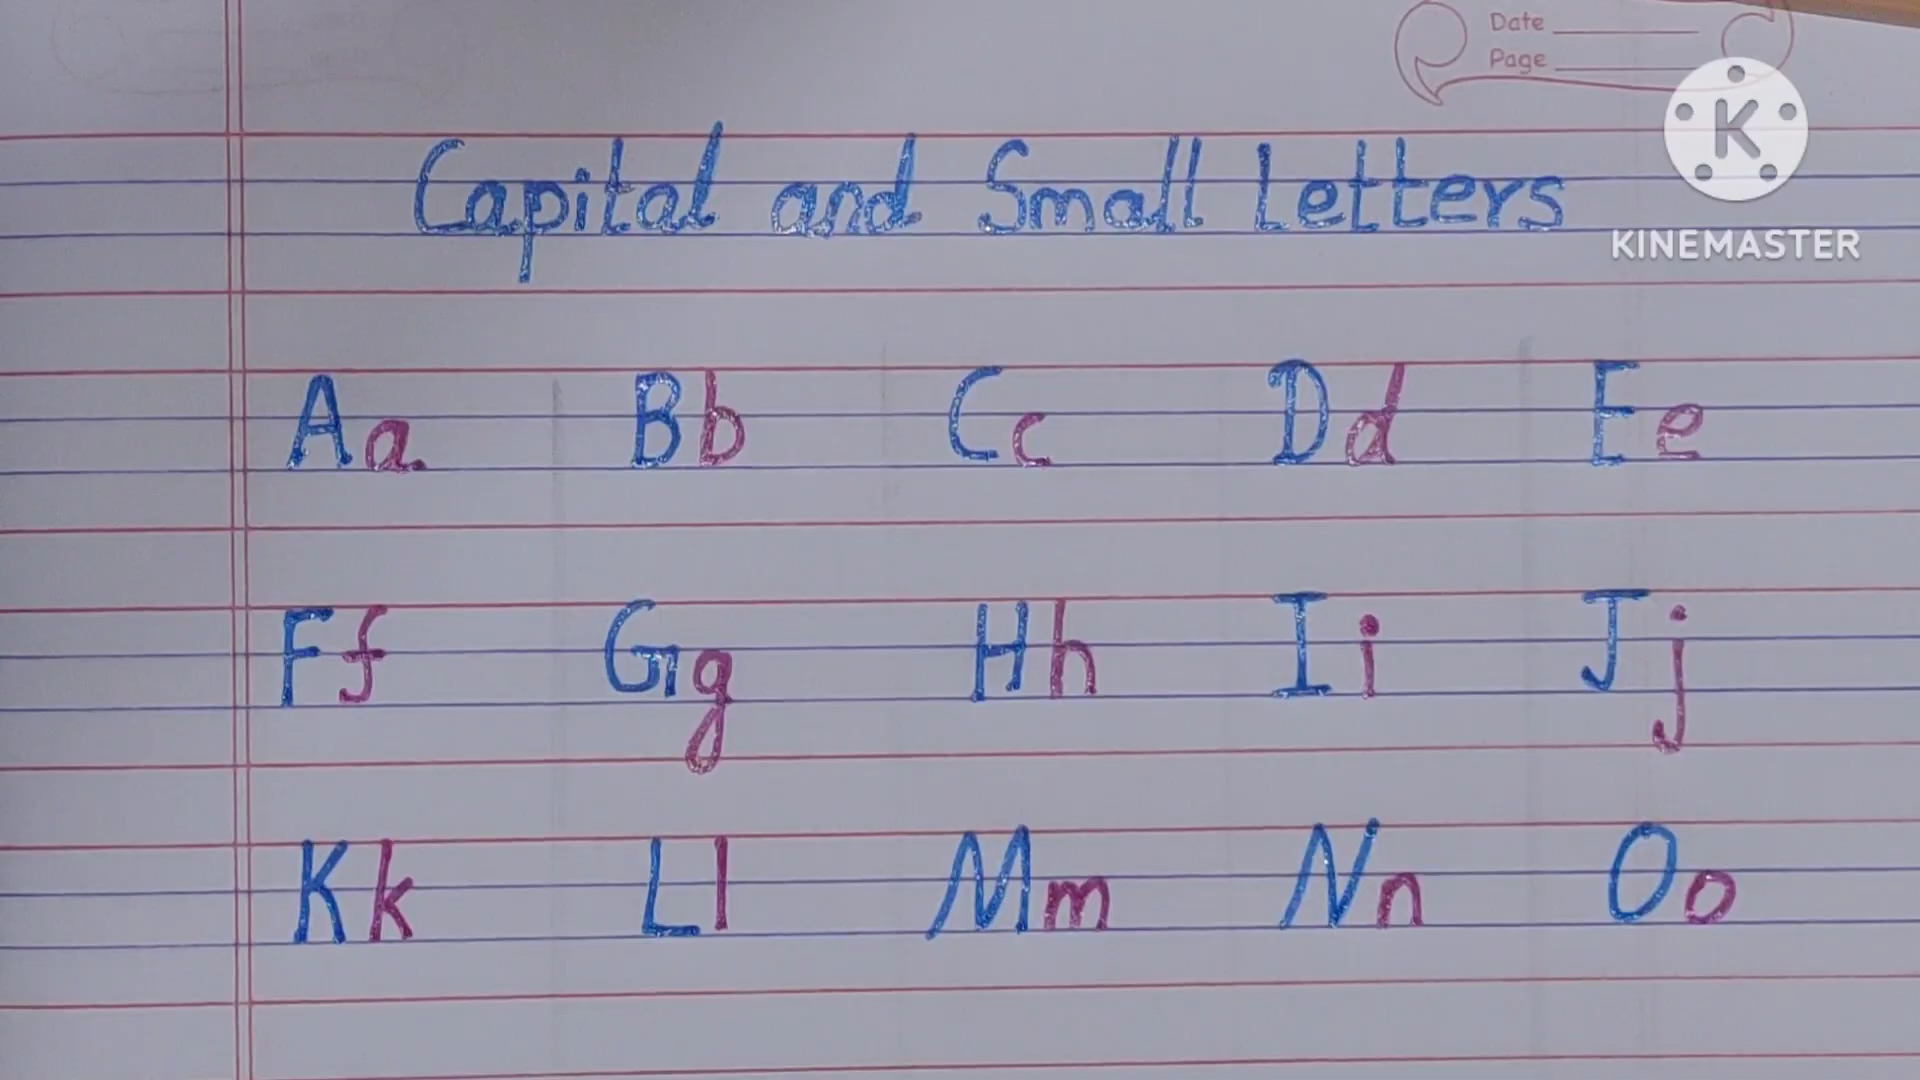 Date
Page
K
KINEMASTER
Capital and Small Letters
Aa Bb Cc Dd Ee
Ff Gg Hh Ii Jj
Kk Ll Mm Nn Oo